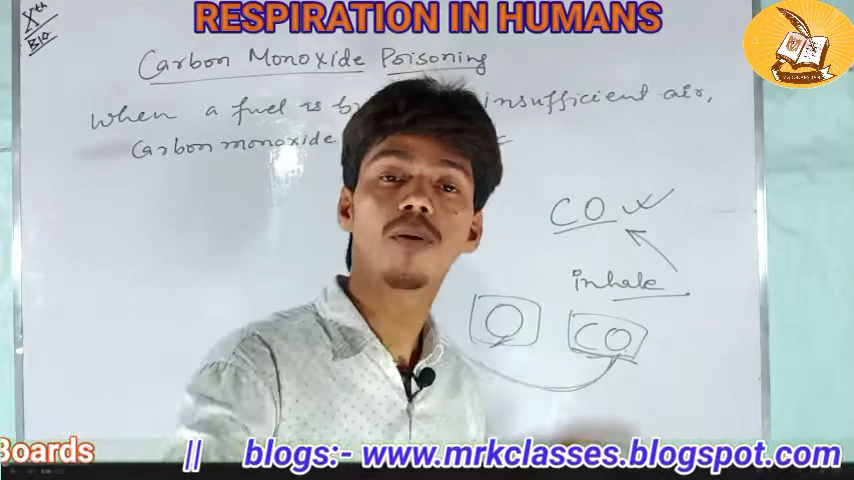 RESPIRATION IN HUMANS
Xth
BIO
Carbon Monoxide Poisoning
When a fuel is insufficient air,
Carbon monoxide
CO
inhale
O CO
Boards || blogs:- www.mrkclasses.blogspot.com